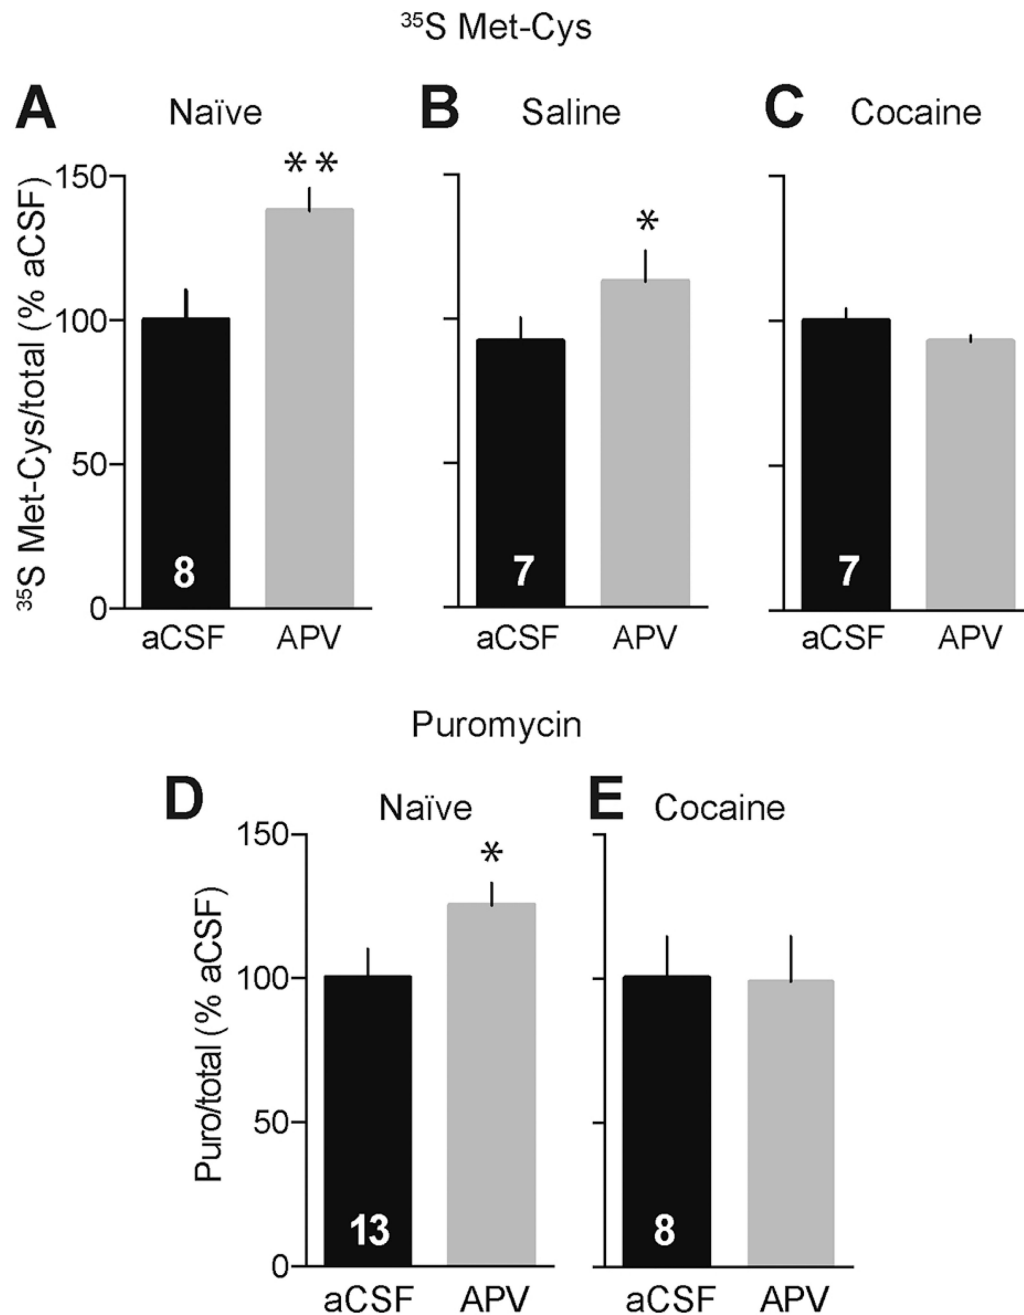 ³⁵S Met-Cys
A Naïve B Saline C Cocaine
** *
³⁵S Met-Cys/total (% aCSF)
150
100
50
0
8 7 7
aCSF APV aCSF APV aCSF APV
Puromycin
D Naïve E Cocaine
*
Puro/total (% aCSF)
150
100
50
0
13 8
aCSF APV aCSF APV